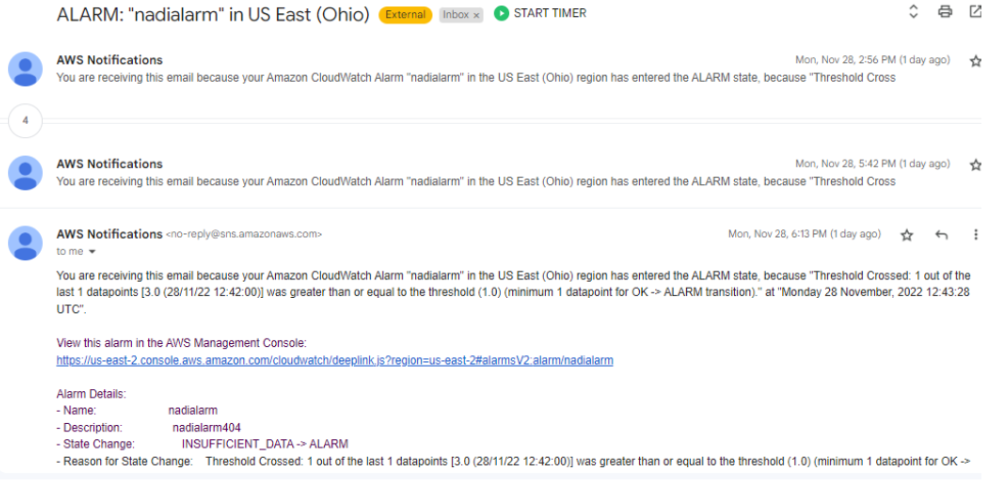 ALARM: "nadialarm" in US East (Ohio) External Inbox × START TIMER
AWS Notifications Mon, Nov 28, 2:56 PM (1 day ago)
You are receiving this email because your Amazon CloudWatch Alarm "nadialarm" in the US East (Ohio) region has entered the ALARM state, because "Threshold Cross
4
AWS Notifications Mon, Nov 28, 5:42 PM (1 day ago)
You are receiving this email because your Amazon CloudWatch Alarm "nadialarm" in the US East (Ohio) region has entered the ALARM state, because "Threshold Cross
AWS Notifications <no-reply@sns.amazonaws.com> Mon, Nov 28, 6:13 PM (1 day ago)
to me
You are receiving this email because your Amazon CloudWatch Alarm "nadialarm" in the US East (Ohio) region has entered the ALARM state, because "Threshold Crossed: 1 out of the
last 1 datapoints [3.0 (28/11/22 12:42:00)] was greater than or equal to the threshold (1.0) (minimum 1 datapoint for OK -> ALARM transition)." at "Monday 28 November, 2022 12:43:28
UTC".
View this alarm in the AWS Management Console:
https://us-east-2.console.aws.amazon.com/cloudwatch/deeplink.js?region=us-east-2#alarmsV2:alarm/nadialarm
Alarm Details:
- Name: nadialarm
- Description: nadialarm404
- State Change: INSUFFICIENT_DATA -> ALARM
- Reason for State Change: Threshold Crossed: 1 out of the last 1 datapoints [3.0 (28/11/22 12:42:00)] was greater than or equal to the threshold (1.0) (minimum 1 datapoint for OK ->